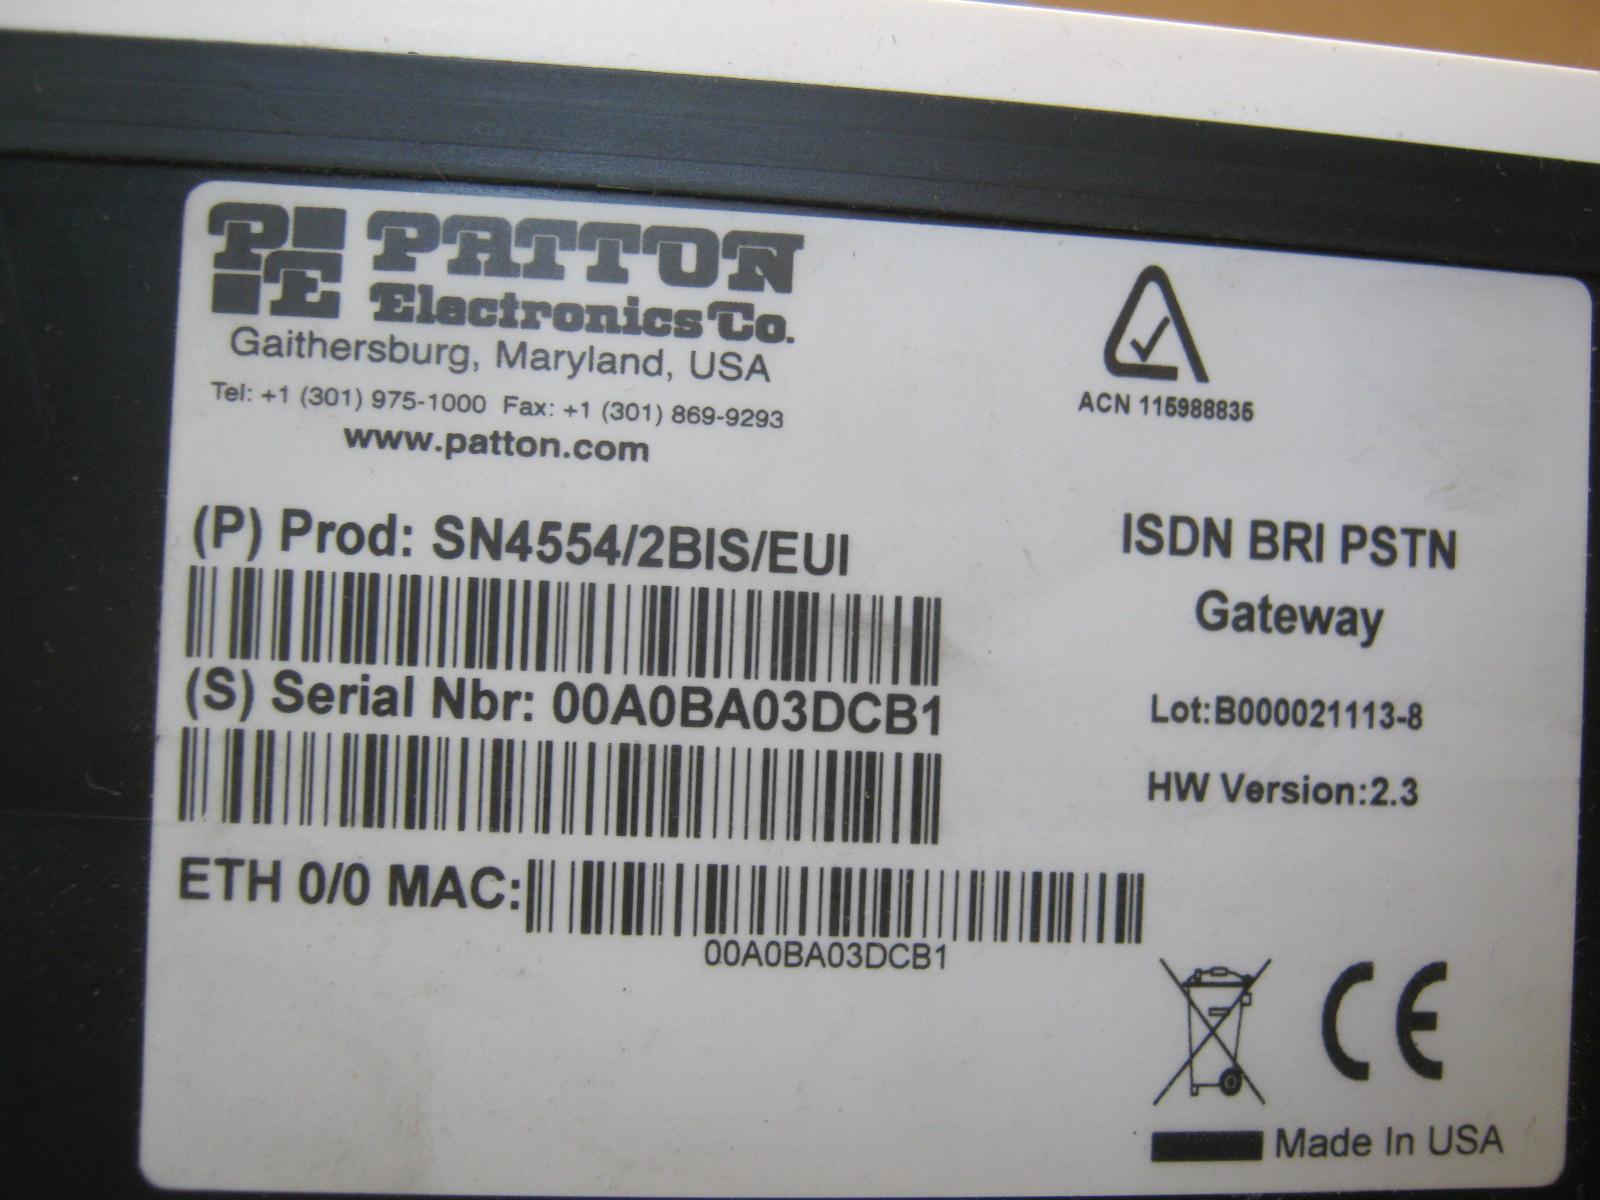 PE PATTON
Electronics Co.
Gaithersburg, Maryland, USA
Tel: +1 (301) 975-1000 Fax: +1 (301) 869-9293
www.patton.com
ACN 115988835
(P) Prod: SN4554/2BIS/EUI
ISDN BRI PSTN
Gateway
(S) Serial Nbr: 00A0BA03DCB1
Lot:B000021113-8
HW Version:2.3
ETH 0/0 MAC:
00A0BA03DCB1
CE
Made In USA